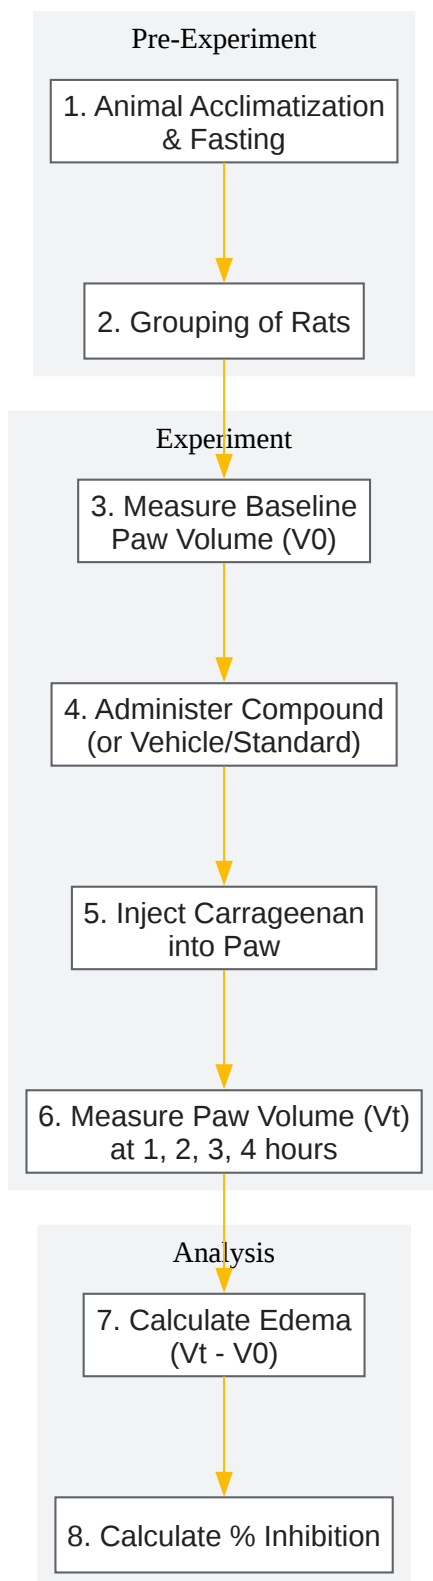 Pre-Experiment
1. Animal Acclimatization
& Fasting
2. Grouping of Rats
Experiment
3. Measure Baseline
Paw Volume (V0)
4. Administer Compound
(or Vehicle/Standard)
5. Inject Carrageenan
into Paw
6. Measure Paw Volume (Vt)
at 1, 2, 3, 4 hours
Analysis
7. Calculate Edema
(Vt - V0)
8. Calculate % Inhibition